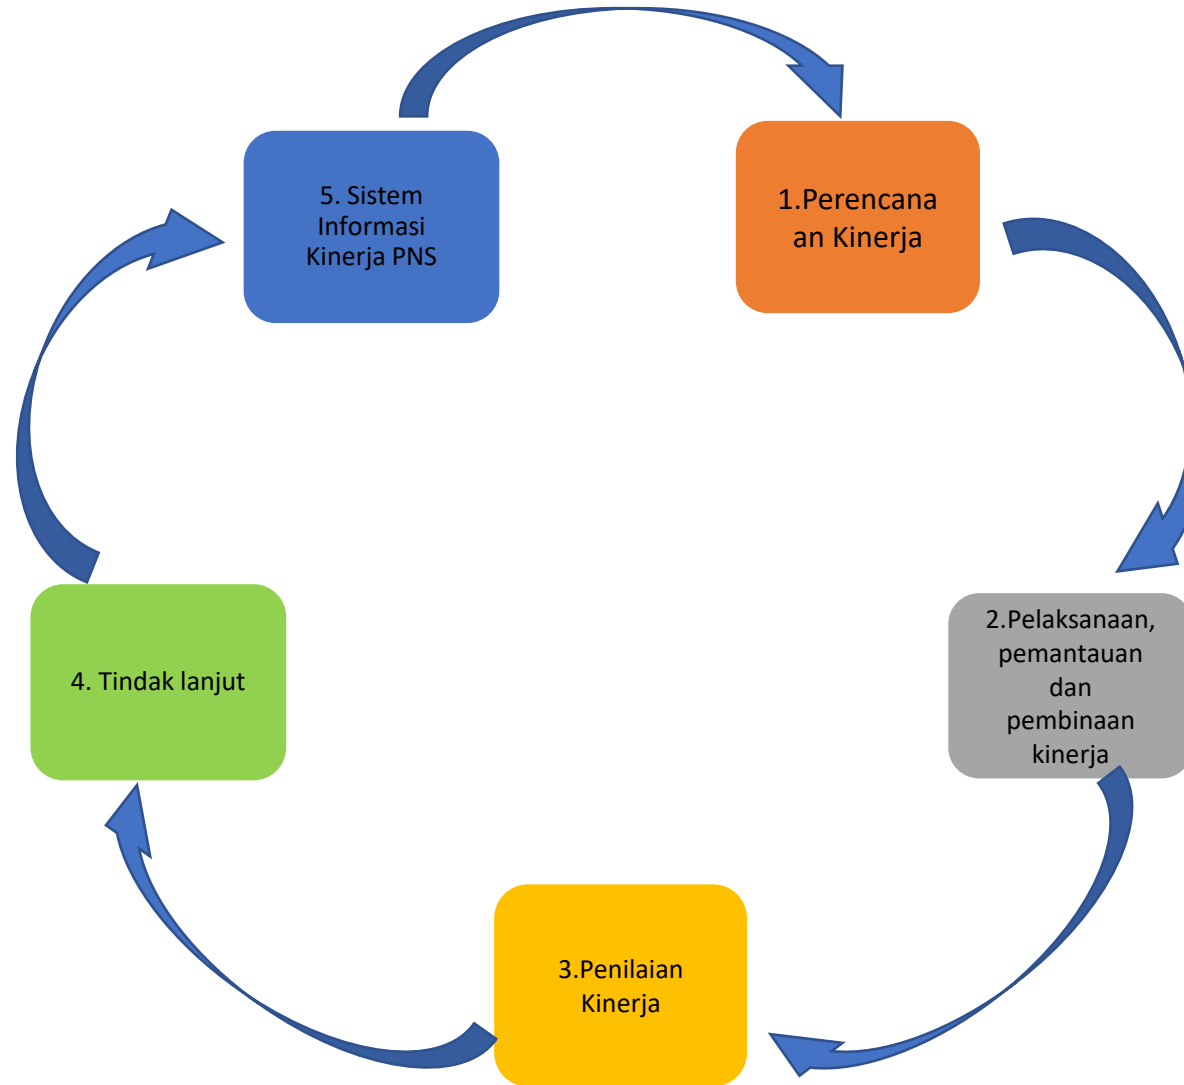 1.Perencana
an Kinerja
2.Pelaksanaan,
pemantauan
dan
pembinaan
kinerja
3.Penilaian
Kinerja
4. Tindak lanjut
5. Sistem
Informasi
Kinerja PNS